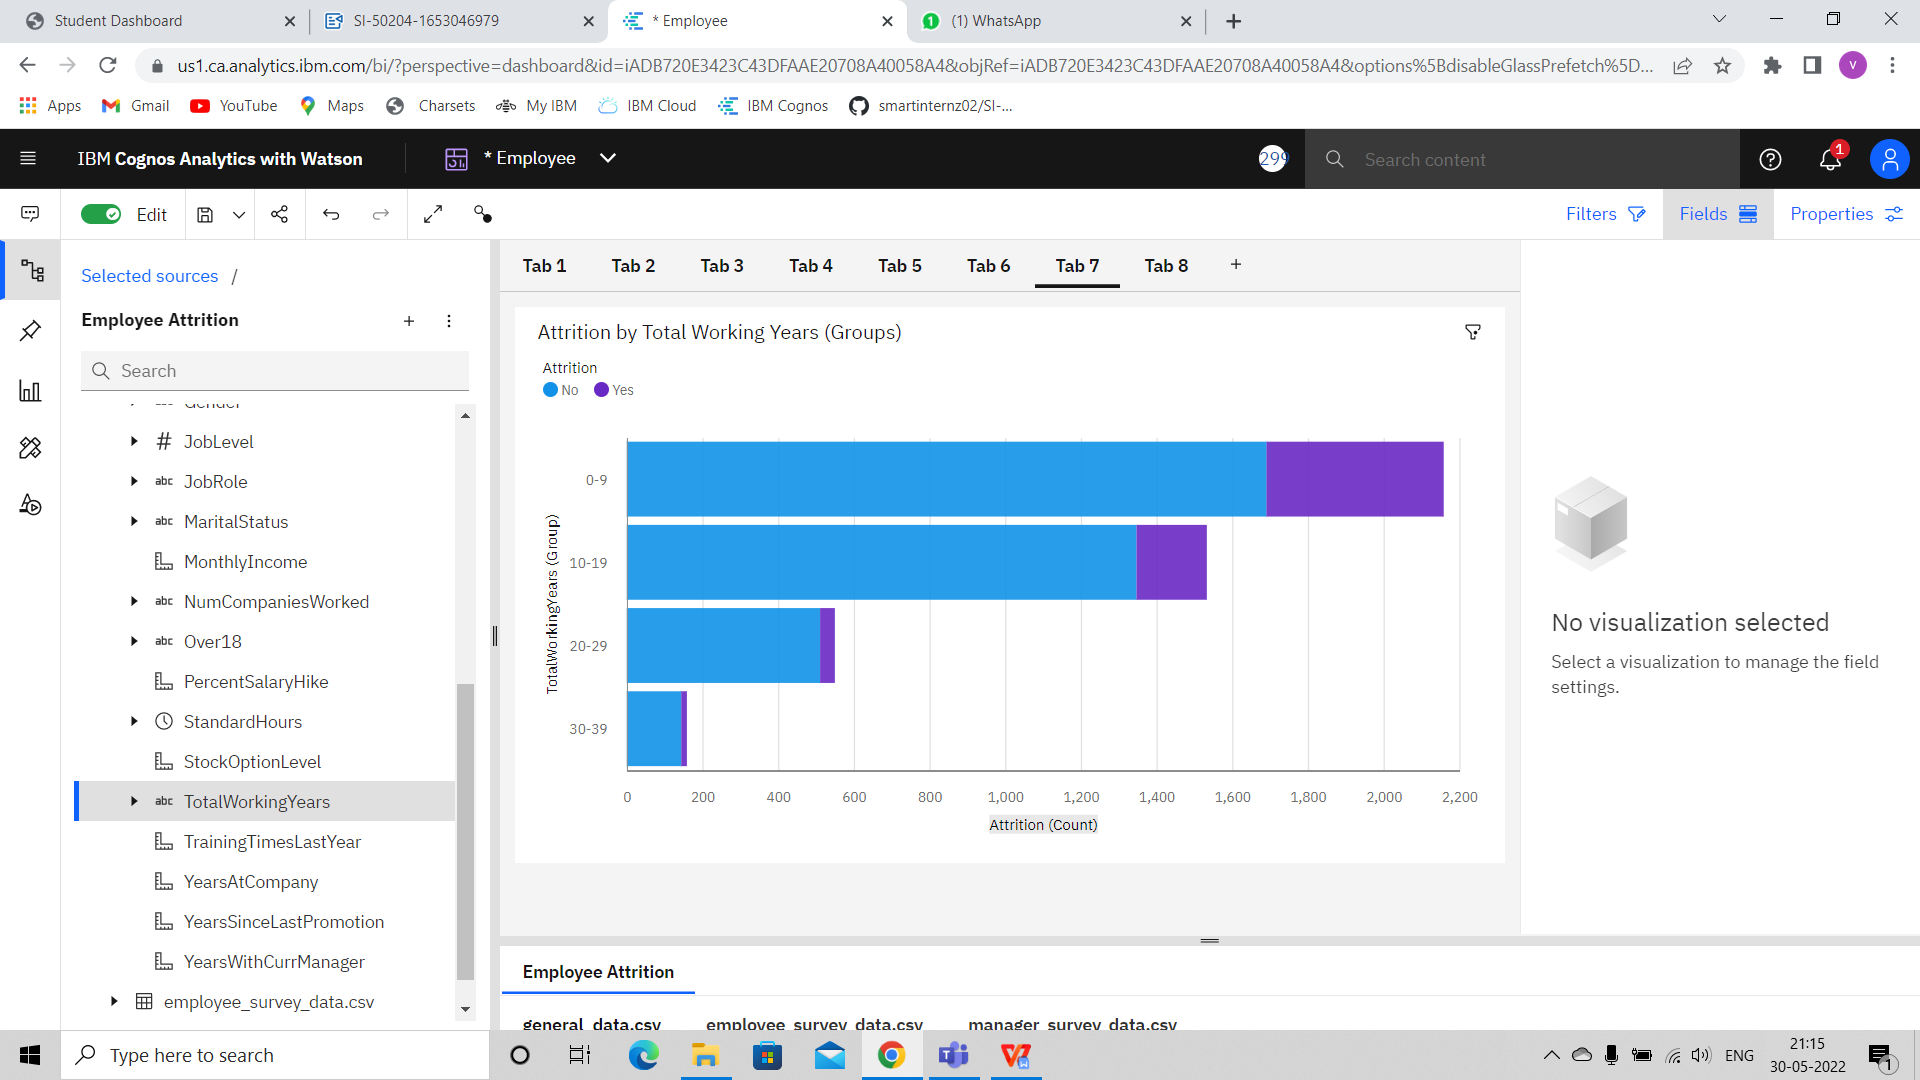 Student Dashboard
SI-50204-1653046979
* Employee
(1) WhatsApp
us1.ca.analytics.ibm.com/bi/?perspective=dashboard&id=iADB720E3423C43DFAAE20708A40058A4&objRef=iADB720E3423C43DFAAE20708A40058A4&options%5BdisableGlassPrefetch%5D...
V
Apps
Gmail
YouTube
Maps
Charsets
My IBM
IBM Cloud
IBM Cognos
smartinternz02/SI-...
IBM Cognos Analytics with Watson
* Employee
299
Search content
1
Edit
Filters
Fields
Properties
Selected sources /
Employee Attrition
Search
Gender
JobLevel
abc JobRole
abc MaritalStatus
MonthlyIncome
abc NumCompaniesWorked
abc Over18
PercentSalaryHike
StandardHours
StockOptionLevel
abc TotalWorkingYears
TrainingTimesLastYear
YearsAtCompany
YearsSinceLastPromotion
YearsWithCurrManager
employee_survey_data.csv
Tab 1
Tab 2
Tab 3
Tab 4
Tab 5
Tab 6
Tab 7
Tab 8
Attrition by Total Working Years (Groups)
Attrition
No
Yes
TotalWorkingYears (Group)
0-9
10-19
20-29
30-39
0
200
400
600
800
1,000
1,200
1,400
1,600
1,800
2,000
2,200
Attrition (Count)
No visualization selected
Select a visualization to manage the field
settings.
Employee Attrition
general_data.csv
employee_survey_data.csv
manager_survey_data.csv
Type here to search
ENG
21:15
30-05-2022
1